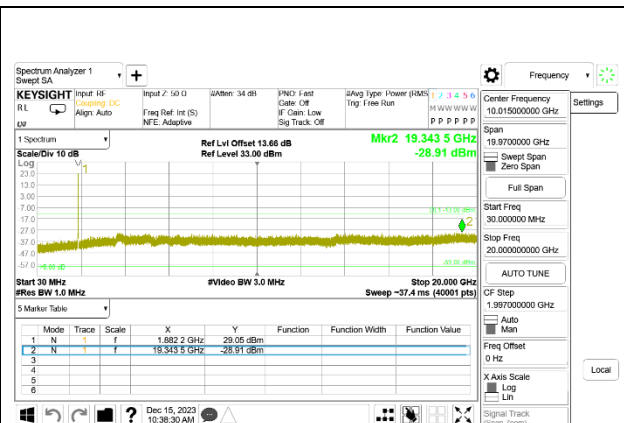 Spectrum Analyzer 1
Swept SA
+
Frequency
Settings
KEYSIGHT
RL
Input: RF
Coupling: DC
Align: Auto
Input Z: 50 Ω
Freq Ref: Int (S)
NFE: Adaptive
#Atten: 34 dB
PNO: Fast
Gate: Off
IF Gain: Low
Sig Track: Off
#Avg Type: Power (RMS
Trig: Free Run
1 2 3 4 5 6
M W W W W W
P P P P P P
Center Frequency
10.015000000 GHz
Span
19.9700000 GHz
Swept Span
Zero Span
Full Span
Start Freq
30.000000 MHz
Stop Freq
20.000000000 GHz
AUTO TUNE
CF Step
1.997000000 GHz
Auto
Man
Freq Offset
0 Hz
X Axis Scale
Log
Lin
Signal Track
Local
1 Spectrum
Scale/Div 10 dB
Log
Ref Lvl Offset 13.66 dB
Ref Level 33.00 dBm
Mkr2 19.343 5 GHz
-28.91 dBm
1
2
23.0
13.0
3.00
-7.00
-17.0
-27.0
-37.0
-47.0
-57.0
Start 30 MHz
#Res BW 1.0 MHz
#Video BW 3.0 MHz
Stop 20.000 GHz
Sweep ~37.4 ms (40001 pts)
5 Marker Table
Mode Trace Scale X Y Function Function Width Function Value
1 N 1 f 1.882 2 GHz 29.05 dBm
2 N 1 f 19.343 5 GHz -28.91 dBm
3
4
5
6
?
Dec 15, 2023
10:38:30 AM